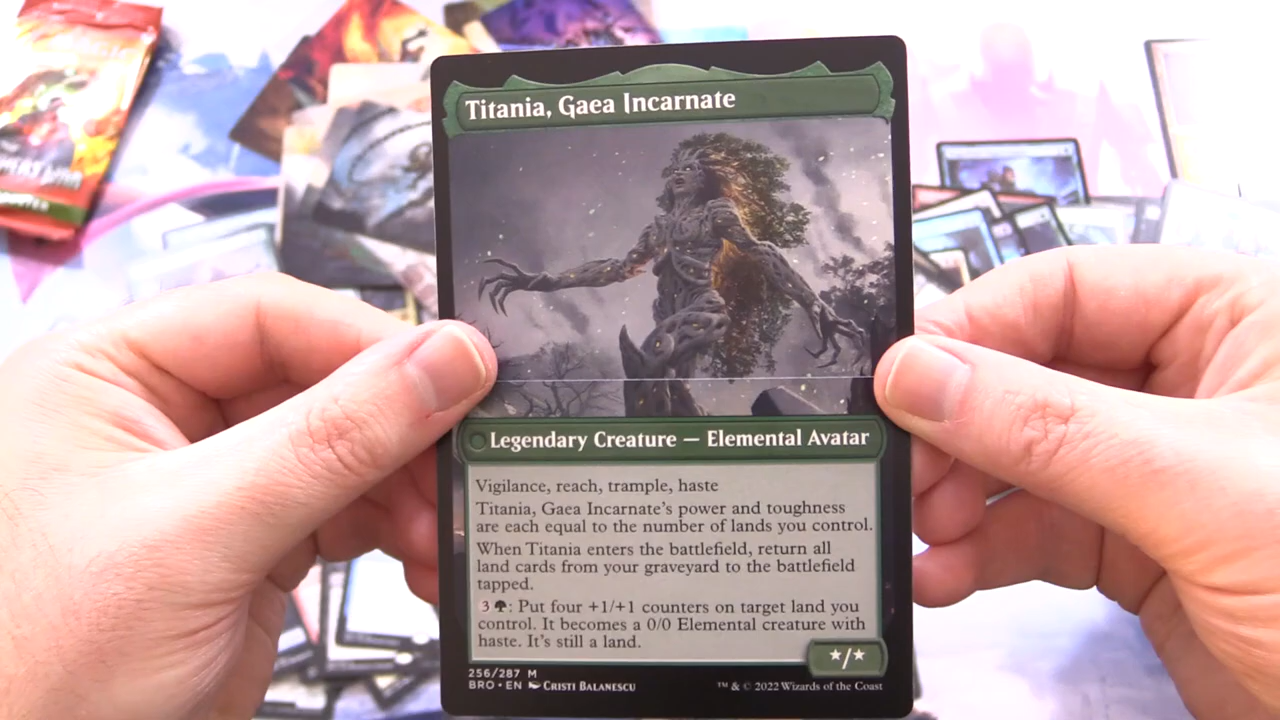 Titania, Gaea Incarnate
Legendary Creature — Elemental Avatar
Vigilance, reach, trample, haste
Titania, Gaea Incarnate's power and toughness
are each equal to the number of lands you control.
When Titania enters the battlefield, return all
land cards from your graveyard to the battlefield
tapped.
3 : Put four +1/+1 counters on target land you
control. It becomes a 0/0 Elemental creature with
haste. It's still a land.
★/★
256/287 M
BRO • EN CRISTI BALANESCU
™ & © 2022 Wizards of the Coast